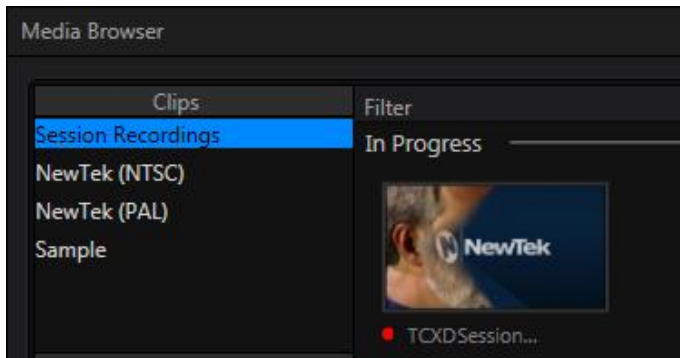 Media Browser
Clips
Session Recordings
NewTek (NTSC)
NewTek (PAL)
Sample
Filter
In Progress
NewTek
TCXDSession...